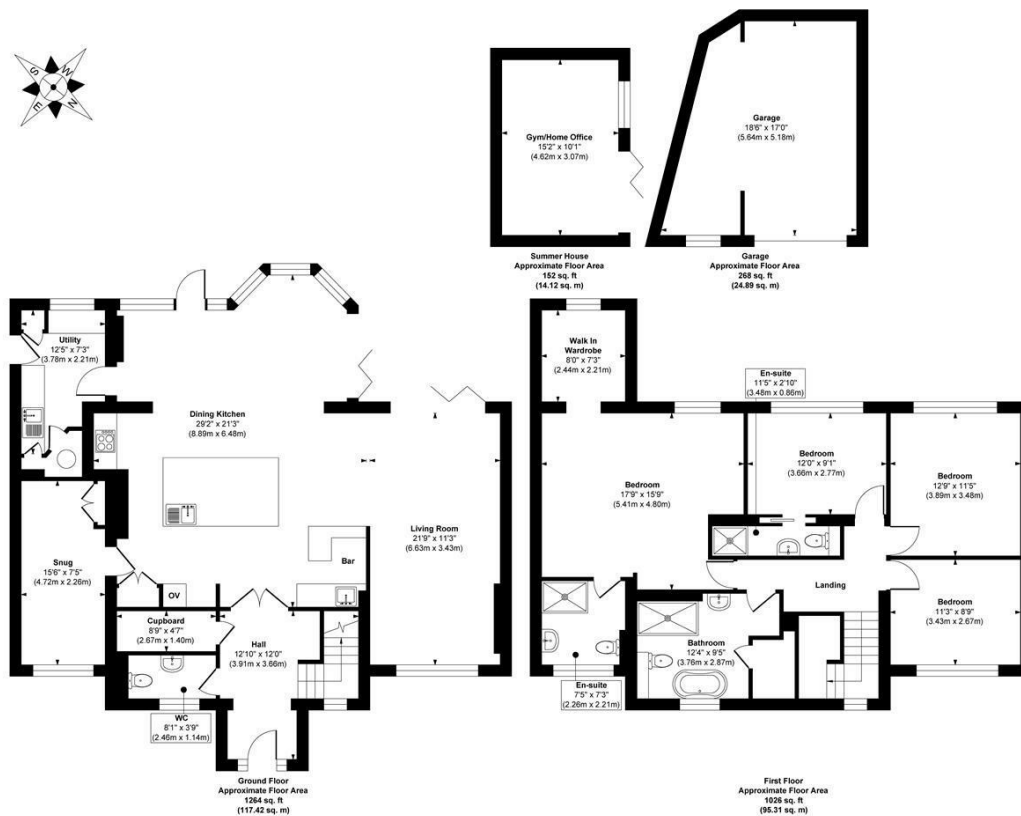 S W
E N
Gym/Home Office
15'2" x 10'1"
(4.62m x 3.07m)
Garage
18'6" x 17'0"
(5.64m x 5.18m)
Summer House
Approximate Floor Area
152 sq. ft
(14.12 sq. m)
Garage
Approximate Floor Area
268 sq. ft
(24.89 sq. m)
Utility
12'5" x 7'3"
(3.78m x 2.21m)
Dining Kitchen
29'2" x 21'3"
(8.89m x 6.48m)
Living Room
21'9" x 11'3"
(6.63m x 3.43m)
Bar
Snug
15'6" x 7'5"
(4.72m x 2.26m)
OV
Cupboard
8'9" x 4'7"
(2.67m x 1.40m)
Hall
12'10" x 12'0"
(3.91m x 3.66m)
WC
8'1" x 3'9"
(2.46m x 1.14m)
Ground Floor
Approximate Floor Area
1264 sq. ft
(117.42 sq. m)
Walk In
Wardrobe
8'0" x 7'3"
(2.44m x 2.21m)
En-suite
11'5" x 2'10"
(3.48m x 0.86m)
Bedroom
17'9" x 15'9"
(5.41m x 4.80m)
Bedroom
12'0" x 9'1"
(3.66m x 2.77m)
Bedroom
12'9" x 11'5"
(3.89m x 3.48m)
Landing
Bedroom
11'3" x 8'9"
(3.43m x 2.67m)
Bathroom
12'4" x 9'5"
(3.76m x 2.87m)
En-suite
7'5" x 7'3"
(2.26m x 2.21m)
First Floor
Approximate Floor Area
1026 sq. ft
(95.31 sq. m)